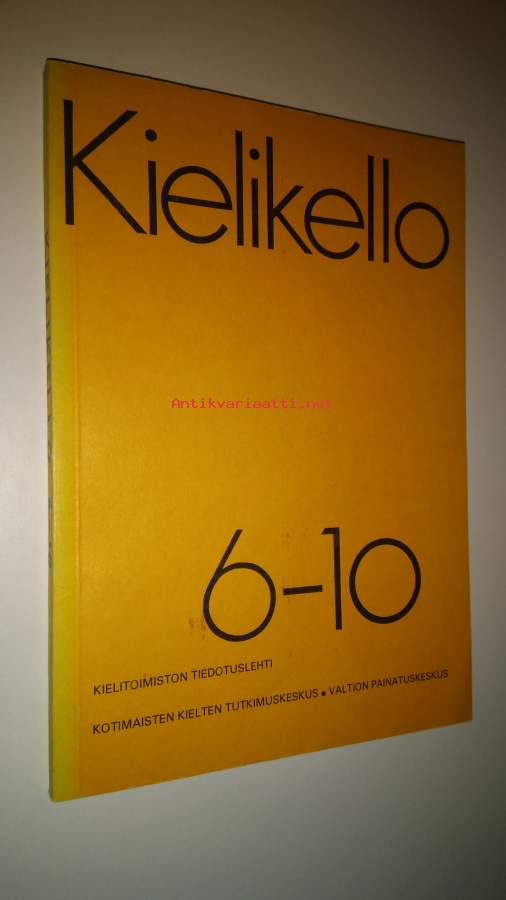 Kielikello
Antikvariaatti.net
6-10
KIELITOIMISTON TIEDOTUSLEHTI
KOTIMAISTEN KIELTEN TUTKIMUSKESKUS • VALTION PAINATUSKESKUS